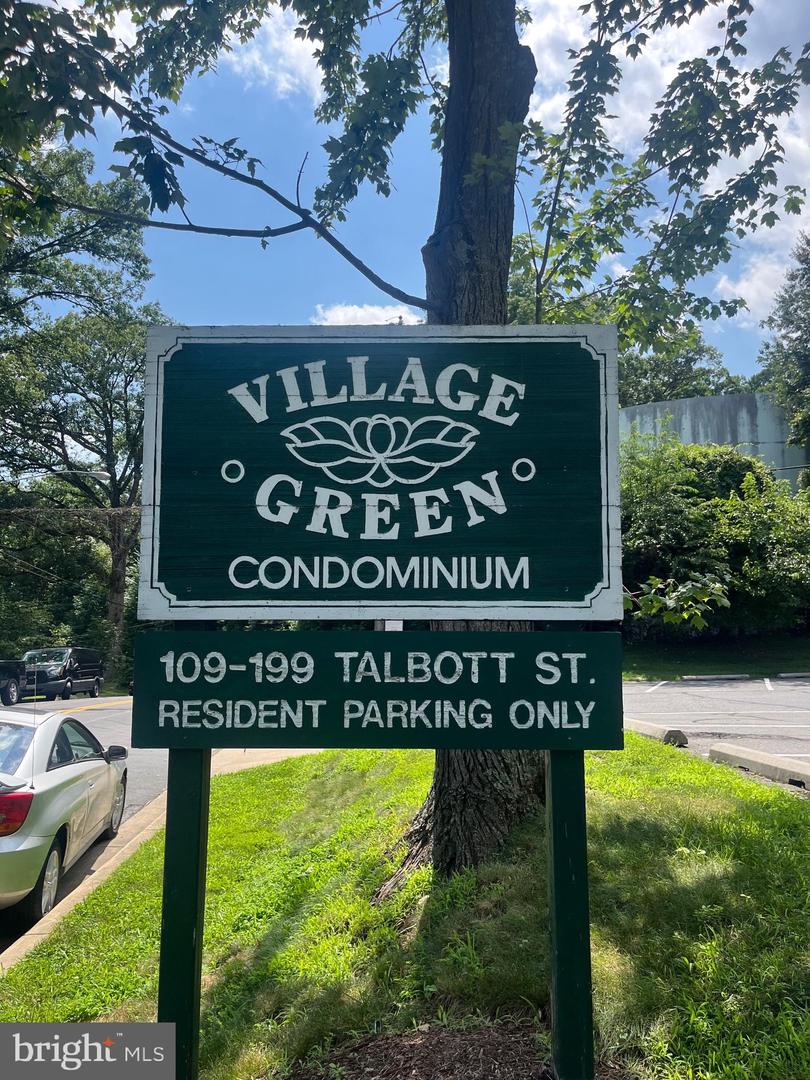 VILLAGE
GREEN
CONDOMINIUM
109-199 TALBOTT ST.
RESIDENT PARKING ONLY
bright MLS